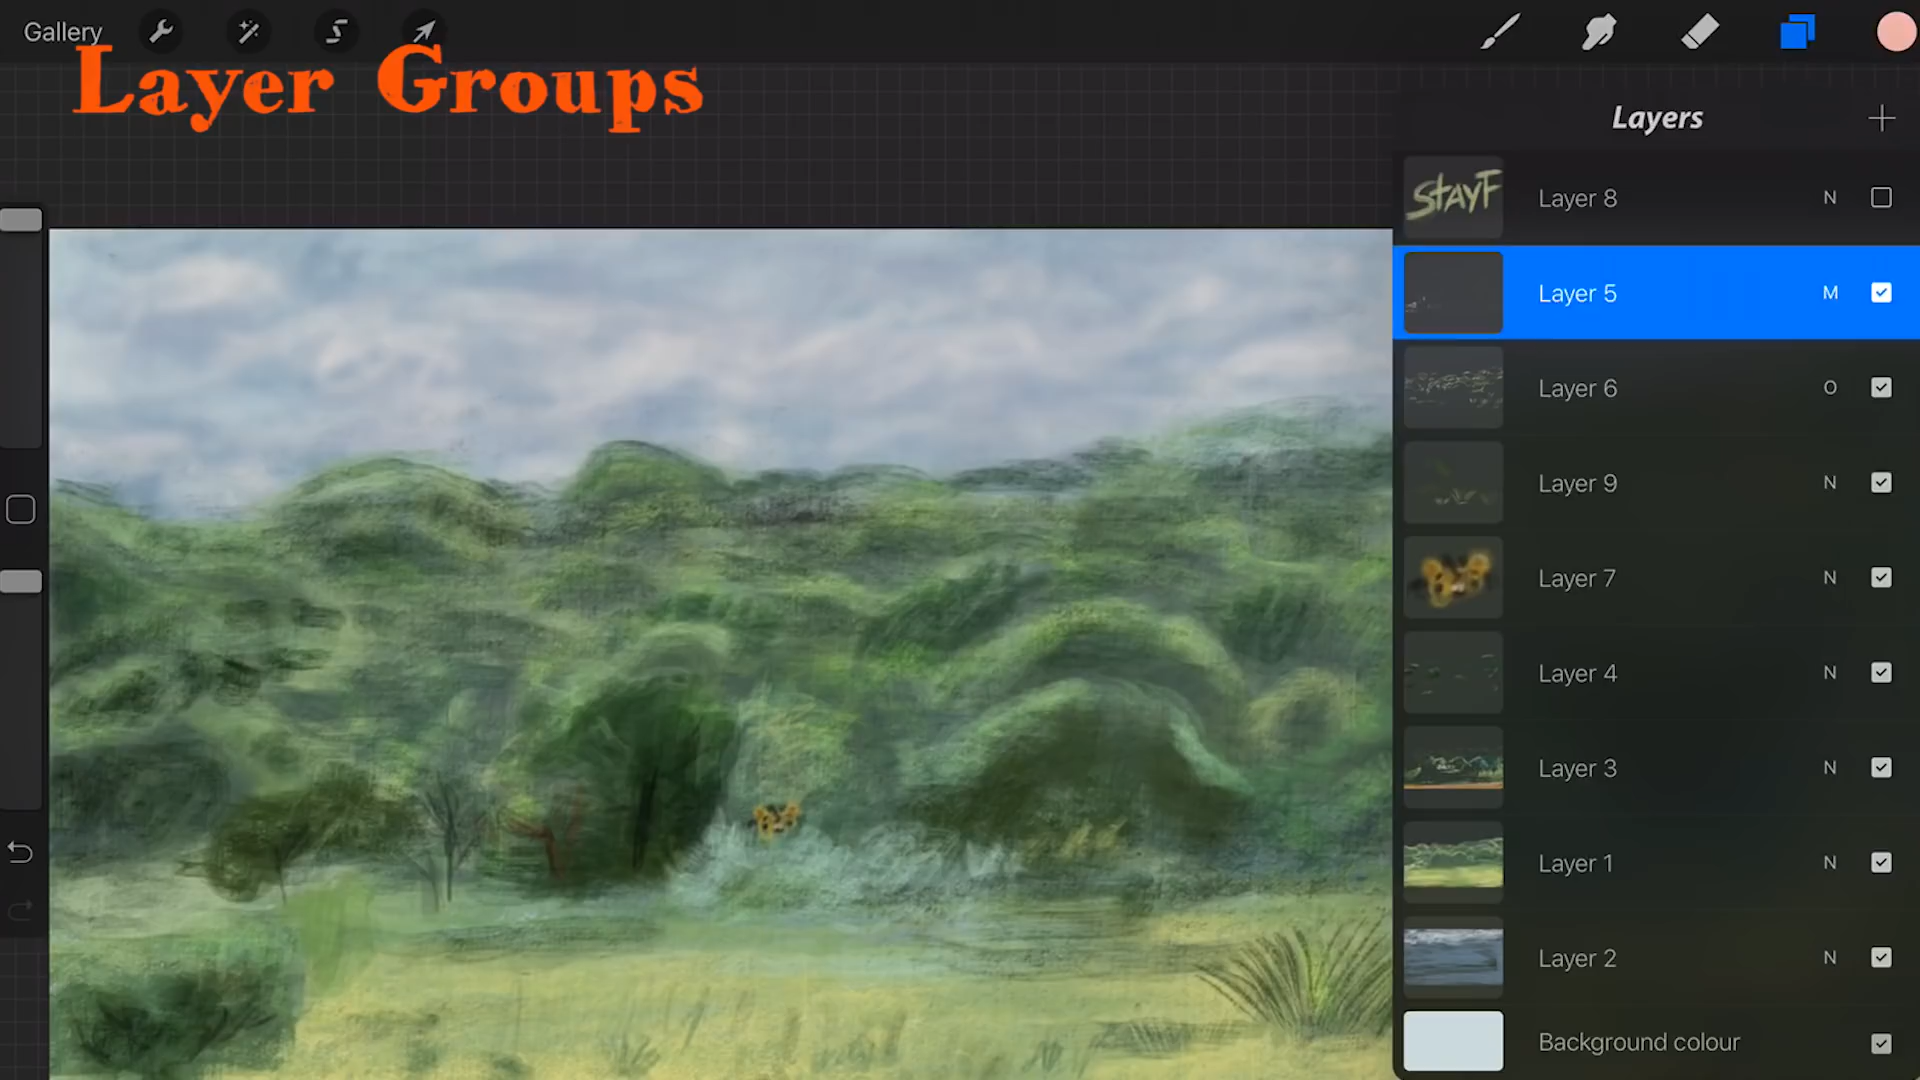 Gallery
Layer Groups
Layers
StayF
Layer 8 N
Layer 5 M
Layer 6 O
Layer 9 N
Layer 7 N
Layer 4 N
Layer 3 N
Layer 1 N
Layer 2 N
Background colour